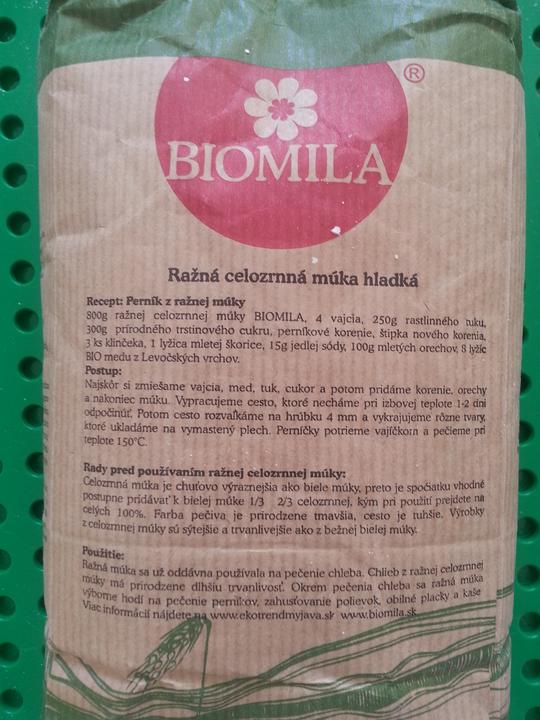 ®
BIOMILA
Ražná celozrnná múka hladká
Recept: Perník z ražnej múky
800g ražnej celozrnnej múky BIOMILA, 4 vajcia, 250g rastlinného tuku,
300g prírodného trstinového cukru, perníkové korenie, štipka nového korenia,
3 ks klinčeka, 1 lyžica mletej škorice, 15g jedlej sódy, 100g mletých orechov, 8 lyžíc
BIO medu z Levočských vrchov.
Postup:
Najskôr si zmiešame vajcia, med, tuk, cukor a potom pridáme korenie, orechy
a nakoniec múku. Vypracujeme cesto, ktoré necháme pri izbovej teplote 1-2 dni
odpočinúť. Potom cesto rozvaľkáme na hrúbku 4 mm a vykrajujeme rôzne tvary,
ktoré ukladáme na vymastený plech. Perníčky potrieme vajíčkom a pečieme pri
teplote 150°C.
Rady pred používaním ražnej celozrnnej múky:
Celozrnná múka je chuťovo výraznejšia ako biele múky, preto je spočiatku vhodné
postupne pridávať k bielej múke 1/3 2/3 celozrnnej, kým pri použití prejdete na
celých 100%. Farba pečiva je prirodzene tmavšia, cesto je tuhšie. Výrobky
z celozrnnej múky sú sýtejšie a trvanlivejšie ako z bežnej bielej múky.
Použitie:
Ražná múka sa už oddávna používala na pečenie chleba. Chlieb z ražnej celozrnnej
múky má prirodzene dlhšiu trvanlivosť. Okrem pečenia chleba sa ražná múka
výborne hodí na pečenie perníkov, zahusťovanie polievok, obilné placky a kaše
Viac informácií nájdete na www.ekotrendmyjava.sk www.biomila.sk